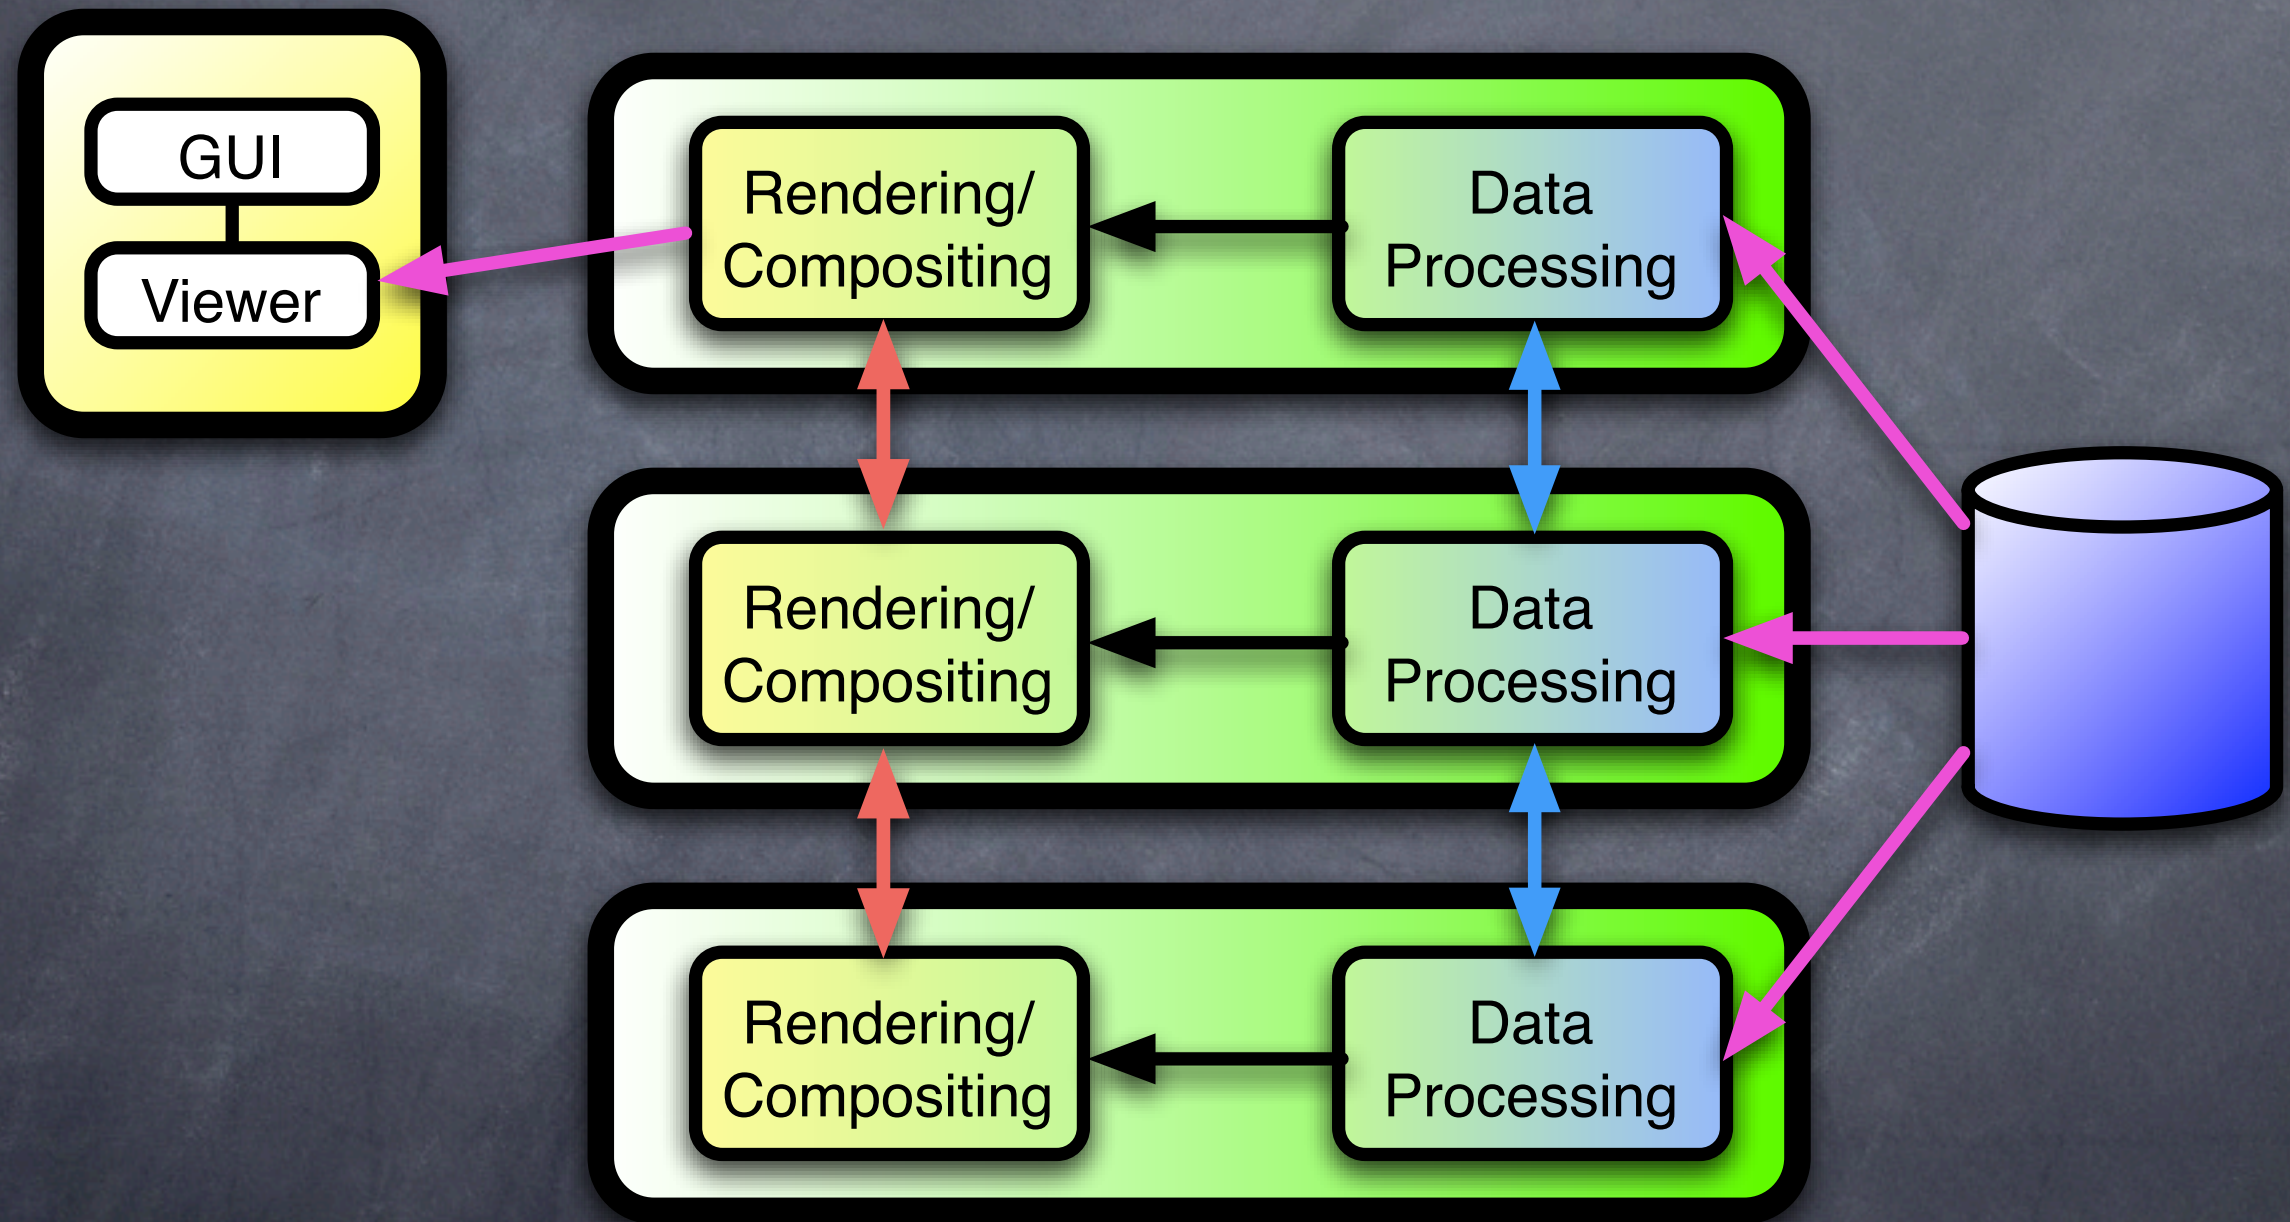 GUI
Viewer
Rendering/
Compositing
Data
Processing
Rendering/
Compositing
Data
Processing
Rendering/
Compositing
Data
Processing